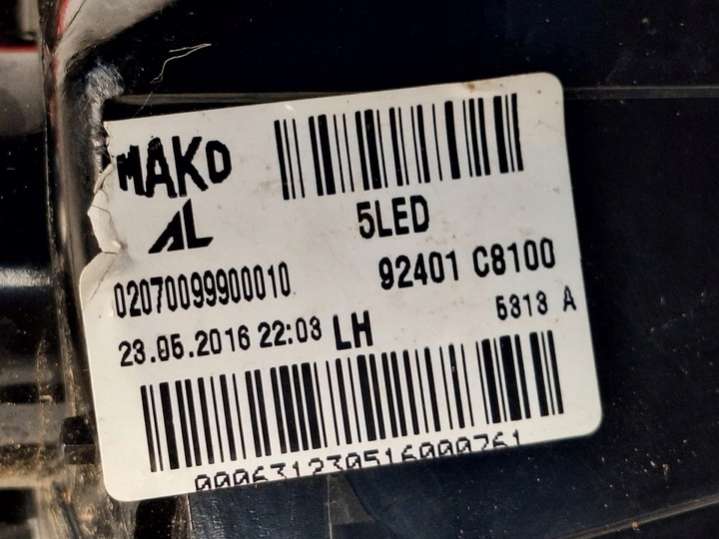 MAKO
AL
5LED
02070099900010
92401 C8100
23.05.2016 22:03 LH
5313 A
000631230516000761